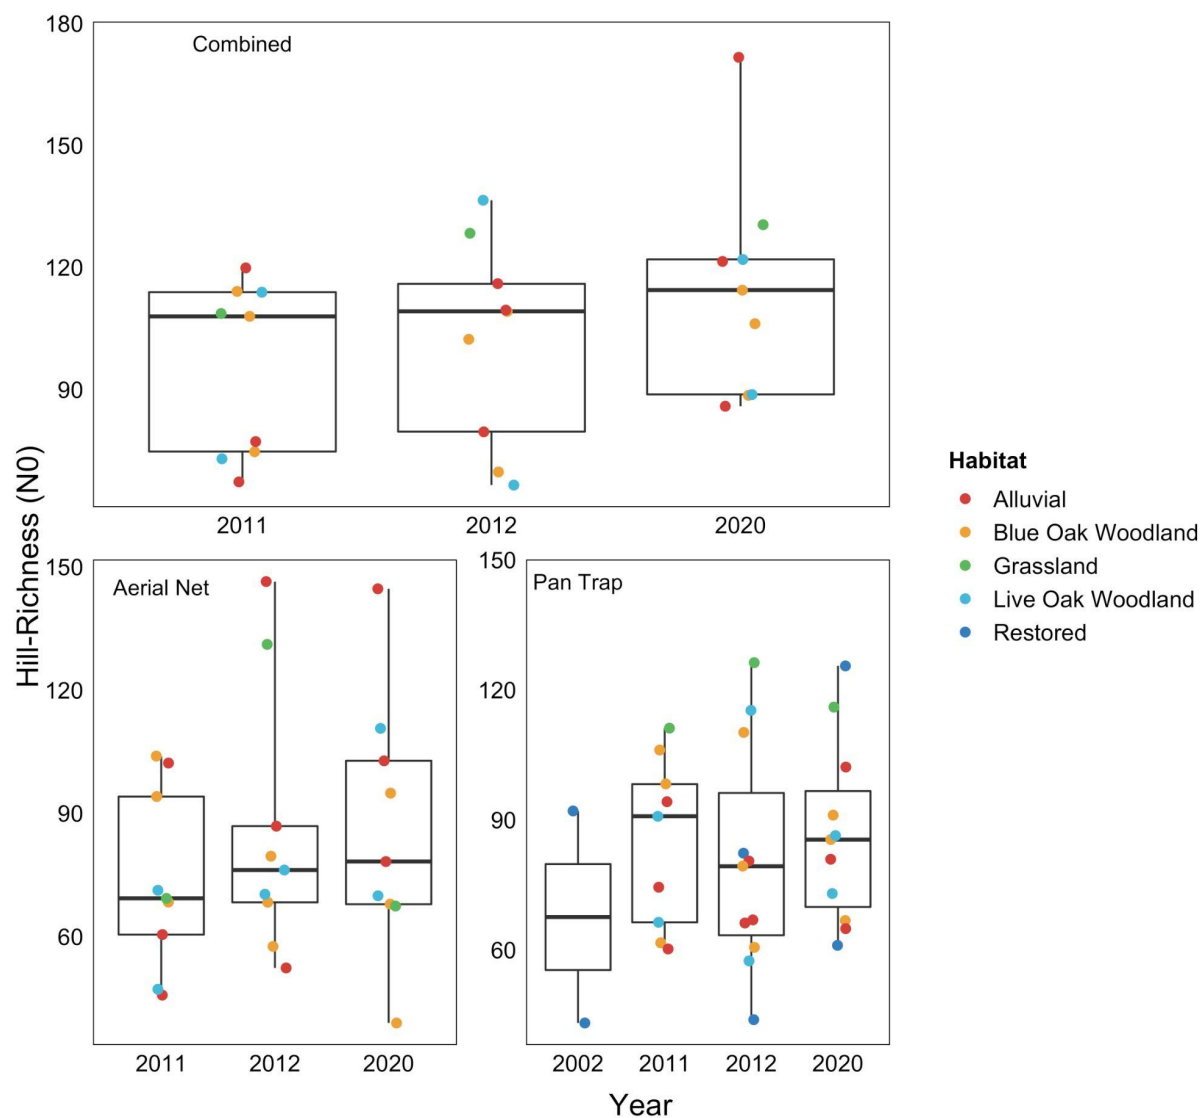 180
Combined
150
120
90
2011
2012
2020
Hill-Richness (N0)
Habitat
Alluvial
Blue Oak Woodland
Grassland
Live Oak Woodland
Restored
150
Aerial Net
120
90
60
2011
2012
2020
150
Pan Trap
120
90
60
2002
2011
2012
2020
Year